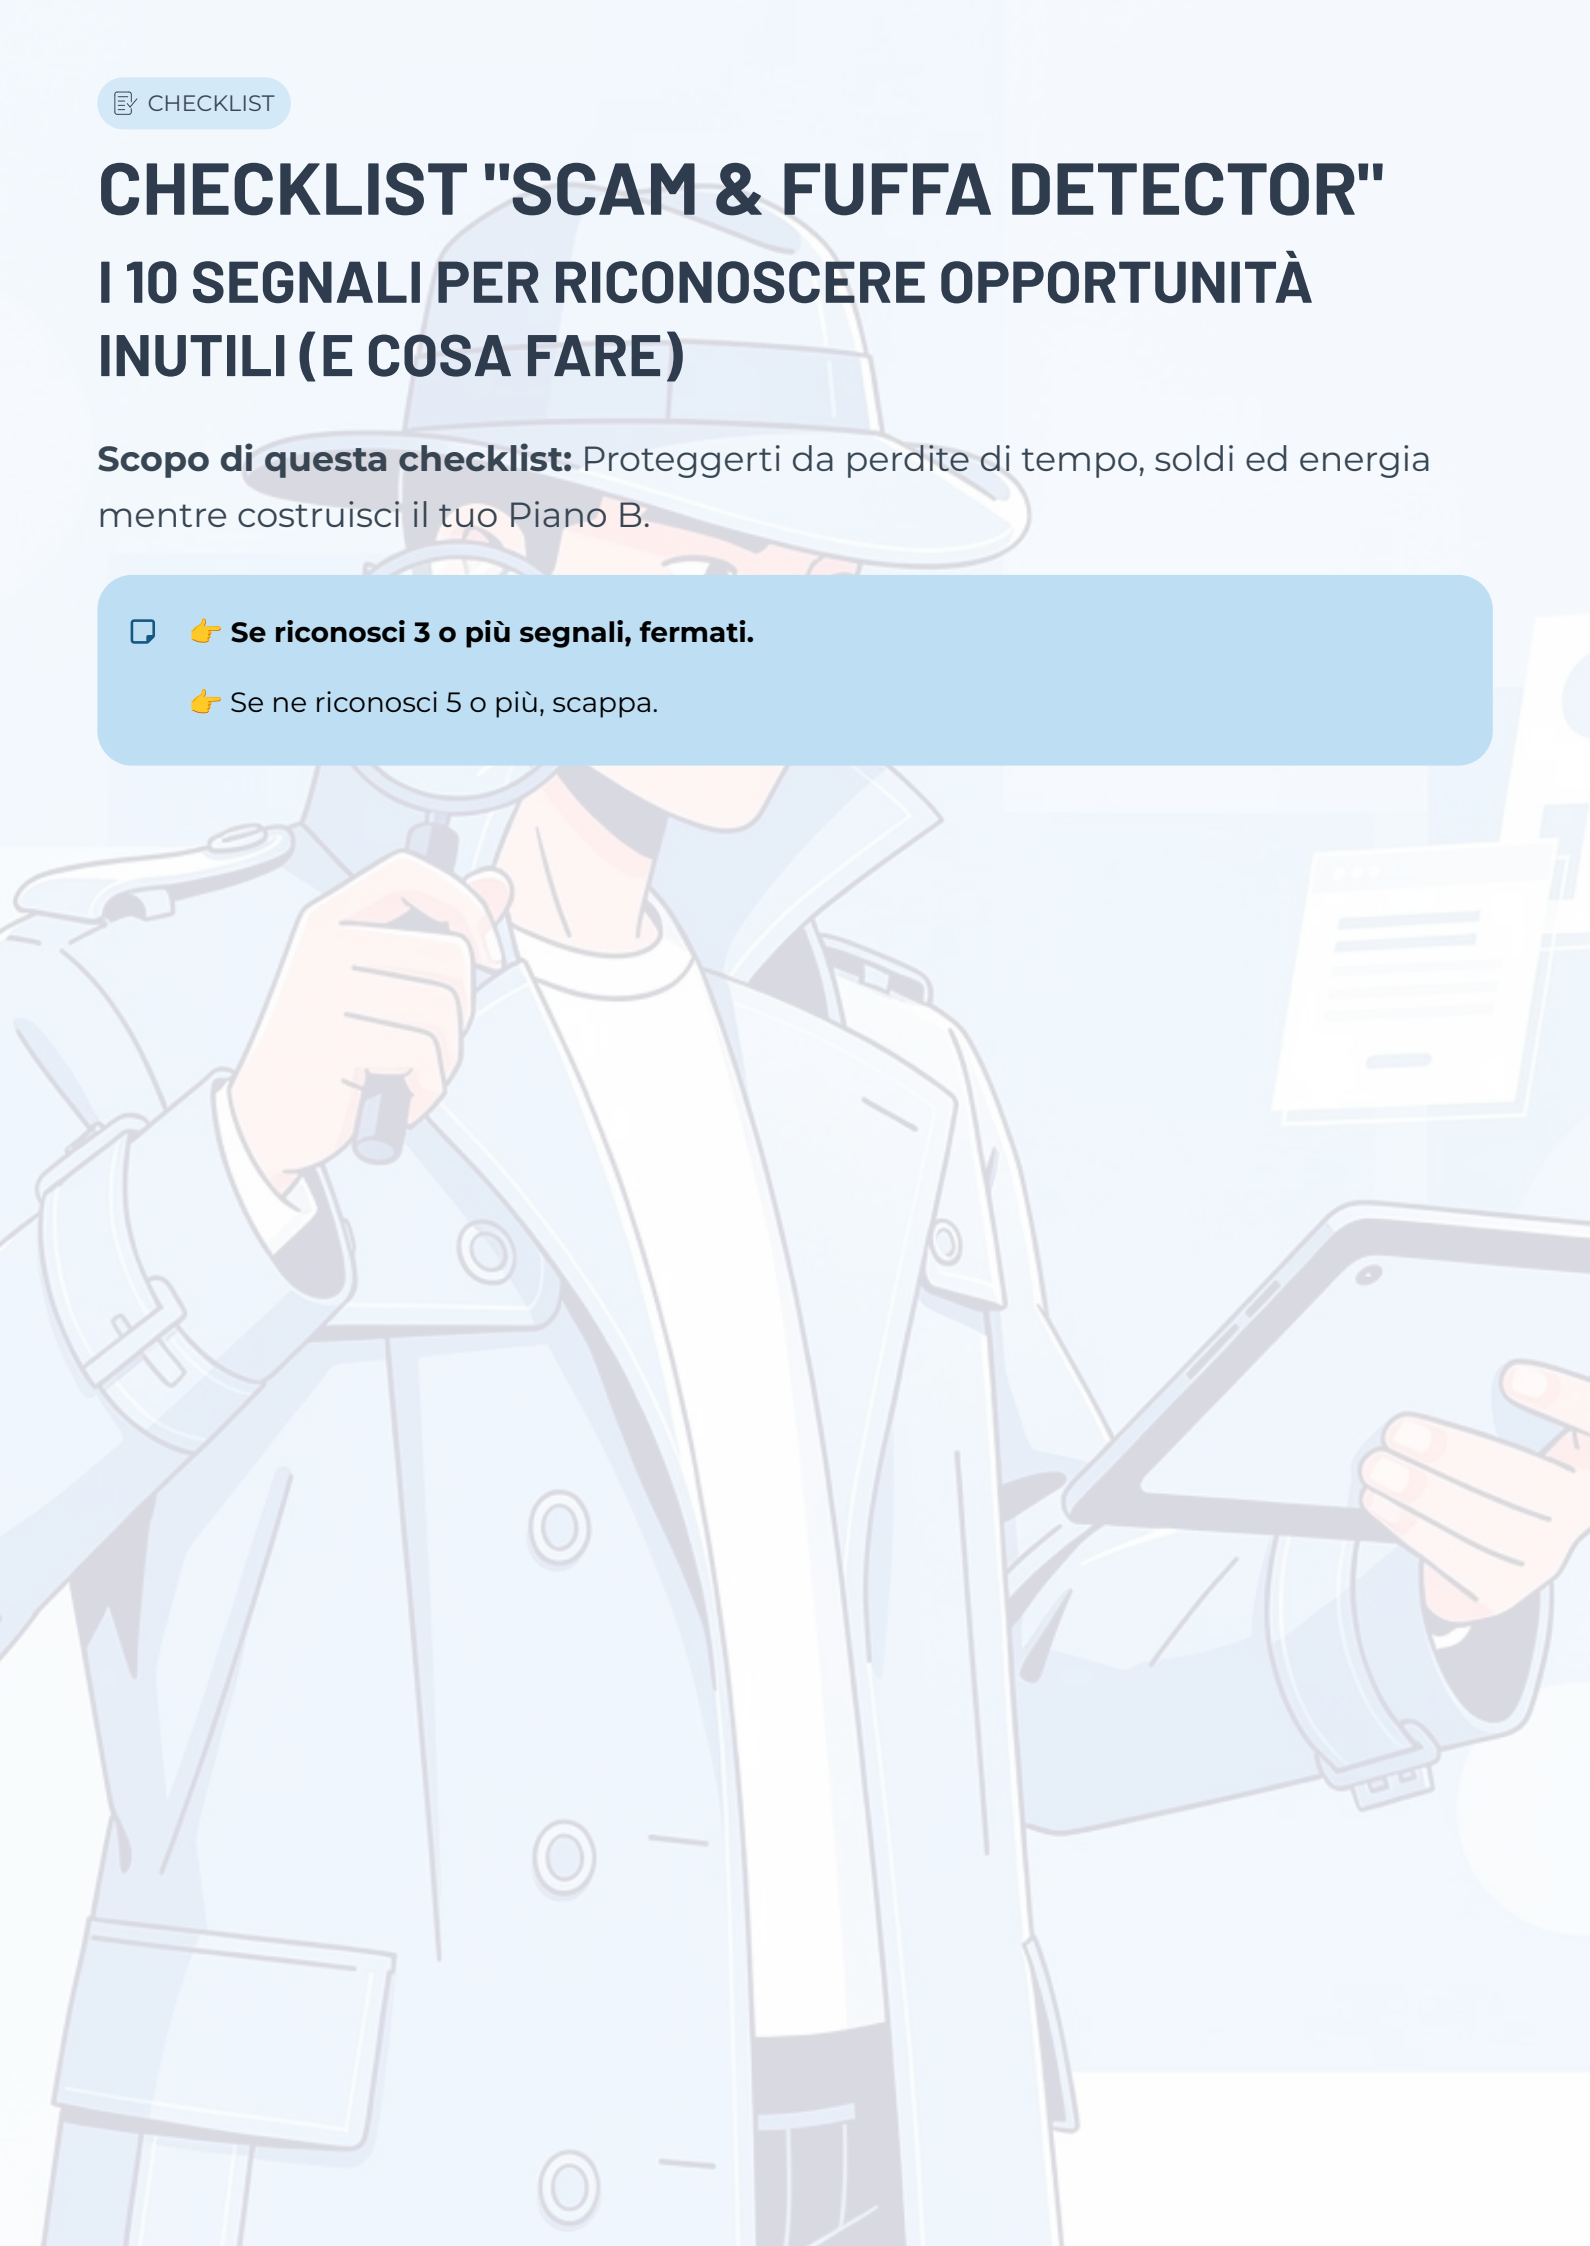 CHECKLIST
CHECKLIST "SCAM & FUFFA DETECTOR"
I 10 SEGNALI PER RICONOSCERE OPPORTUNITÀ
INUTILI (E COSA FARE)
Scopo di questa checklist: Proteggerti da perdite di tempo, soldi ed energia
mentre costruisci il tuo Piano B.
👉 Se riconosci 3 o più segnali, fermati.
👉 Se ne riconosci 5 o più, scappa.